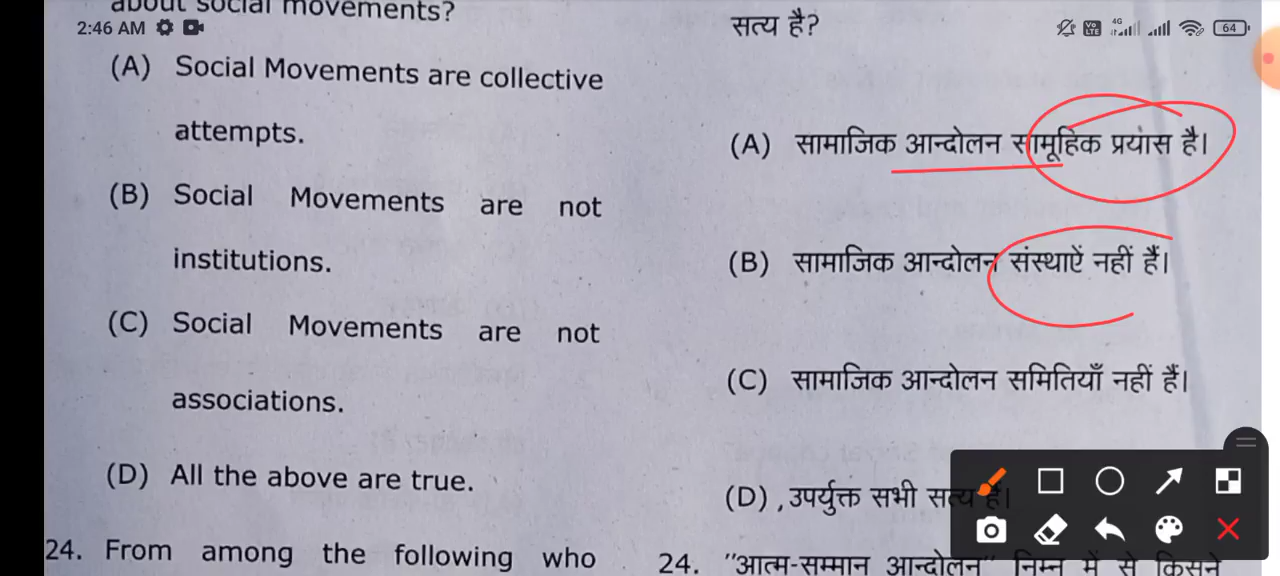 about social movements?
सत्य है?
2:46 AM
4G
64
(A) Social Movements are collective
attempts.
(B) Social Movements are not
institutions.
(C) Social Movements are not
associations.
(D) All the above are true.
(A) सामाजिक आन्दोलन सामूहिक प्रयास है।
(B) सामाजिक आन्दोलन संस्थाऐं नहीं हैं।
(C) सामाजिक आन्दोलन समितियाँ नहीं हैं।
(D) , उपर्युक्त सभी सत्य हैं।
24. From among the following who
24. "आत्म-सम्मान आन्दोलन" निम्न में से किसने